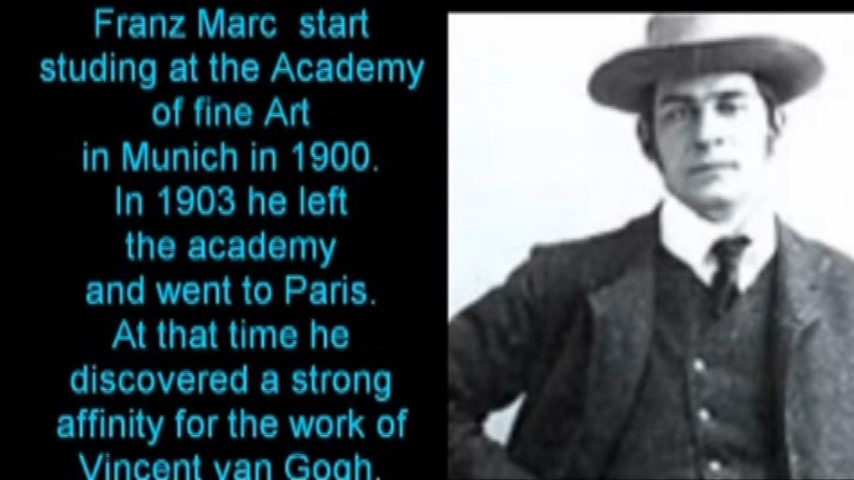 Franz Marc start
studing at the Academy
of fine Art
in Munich in 1900.
In 1903 he left
the academy
and went to Paris.
At that time he
discovered a strong
affinity for the work of
Vincent van Gogh.